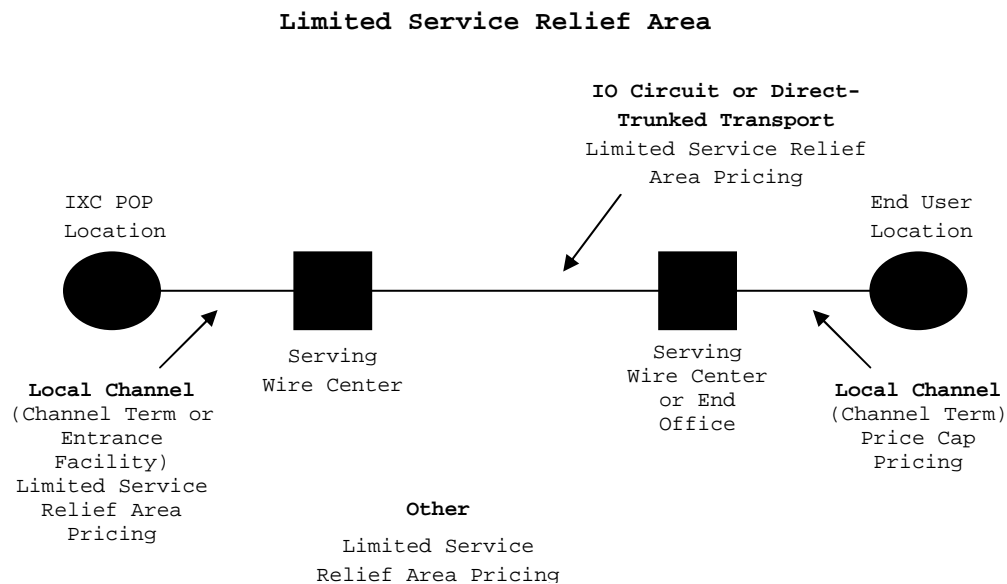 Limited Service Relief Area
IO Circuit or Direct-
Trunked Transport
Limited Service Relief
Area Pricing
IXC POP
Location
End User
Location
Serving
Wire Center
Serving
Wire Center
or End
Office
Local Channel
(Channel Term or
Entrance
Facility)
Limited Service
Relief Area
Pricing
Local Channel
(Channel Term)
Price Cap
Pricing
Other
Limited Service
Relief Area Pricing